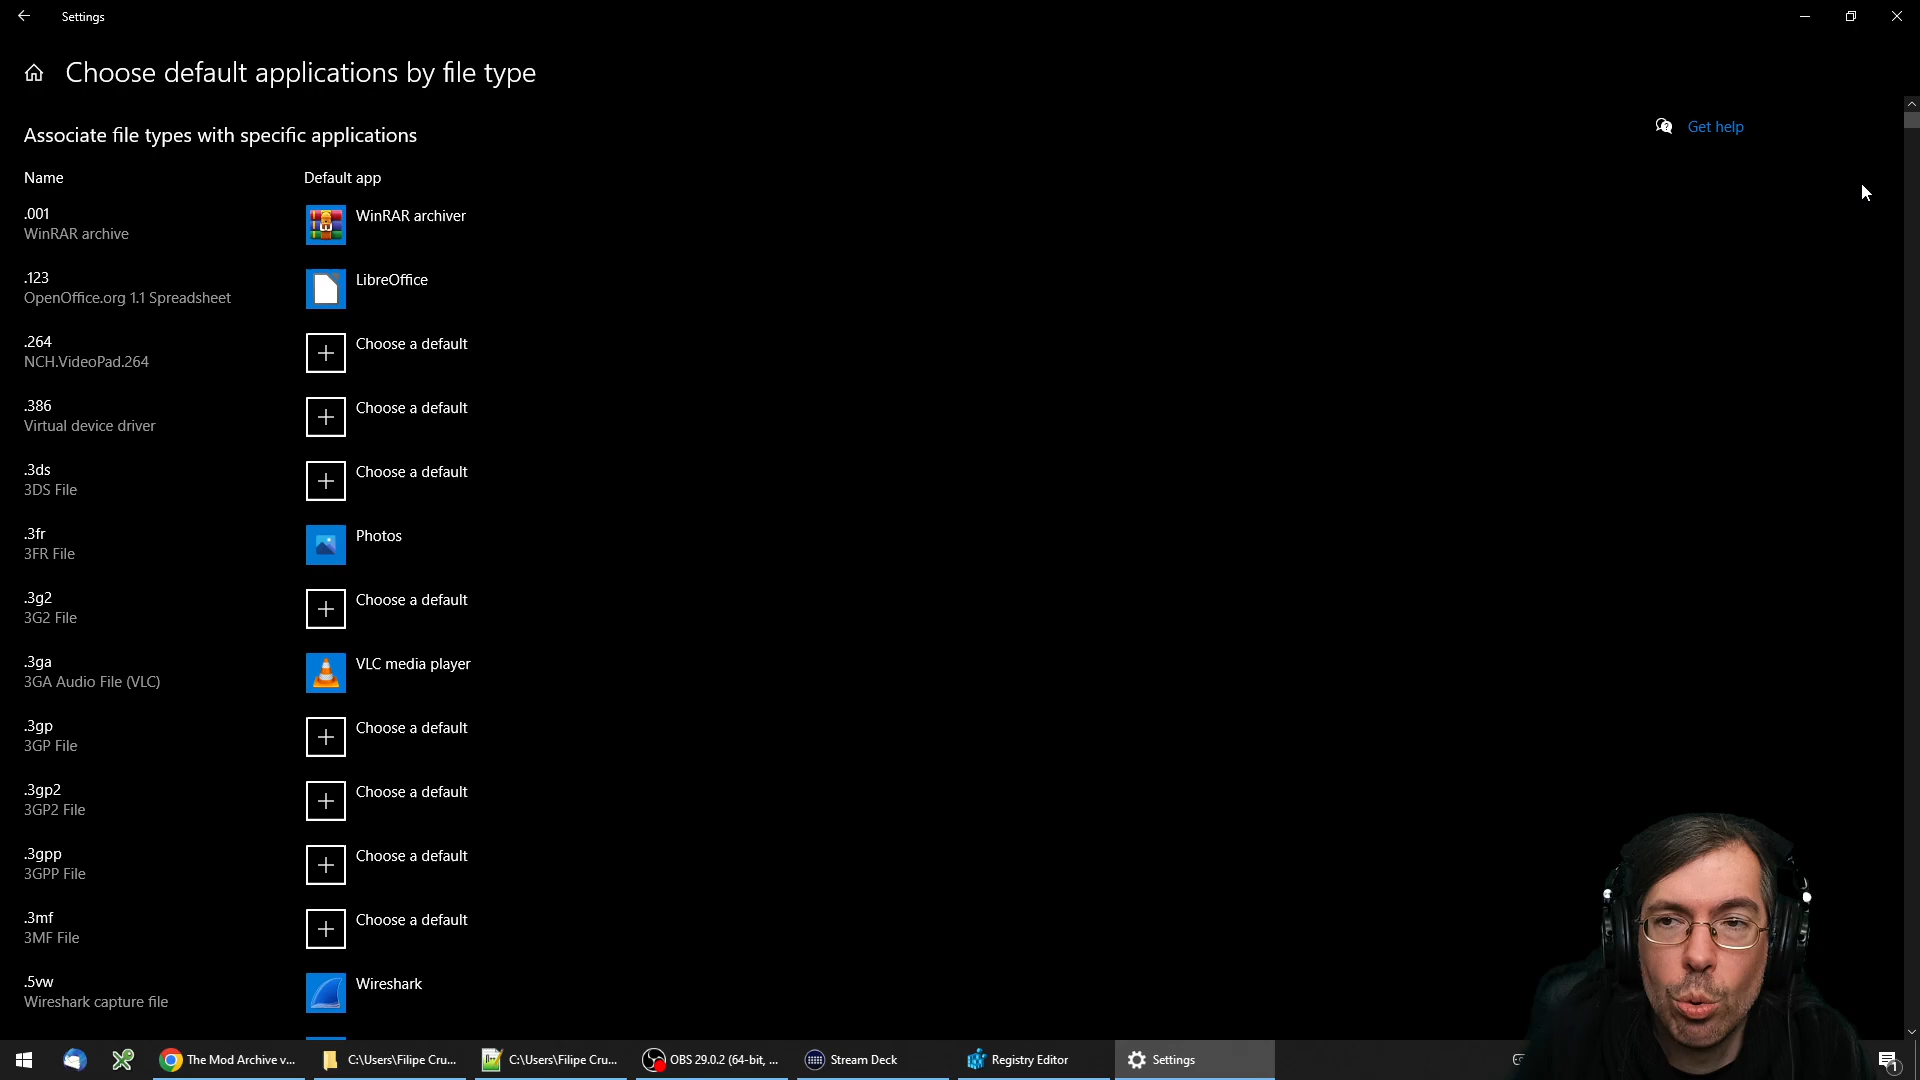 Settings
Choose default applications by file type
Associate file types with specific applications
Get help
Name
Default app
.001
WinRAR archive
WinRAR archiver
.123
OpenOffice.org 1.1 Spreadsheet
LibreOffice
.264
NCH.VideoPad.264
Choose a default
.386
Virtual device driver
Choose a default
.3ds
3DS File
Choose a default
.3fr
3FR File
Photos
.3g2
3G2 File
Choose a default
.3ga
3GA Audio File (VLC)
VLC media player
.3gp
3GP File
Choose a default
.3gp2
3GP2 File
Choose a default
.3gpp
3GPP File
Choose a default
.3mf
3MF File
Choose a default
.5vw
Wireshark capture file
Wireshark
The Mod Archive v...
C:\Users\Filipe Cru...
C:\Users\Filipe Cru...
OBS 29.0.2 (64-bit, ...
Stream Deck
Registry Editor
Settings
1